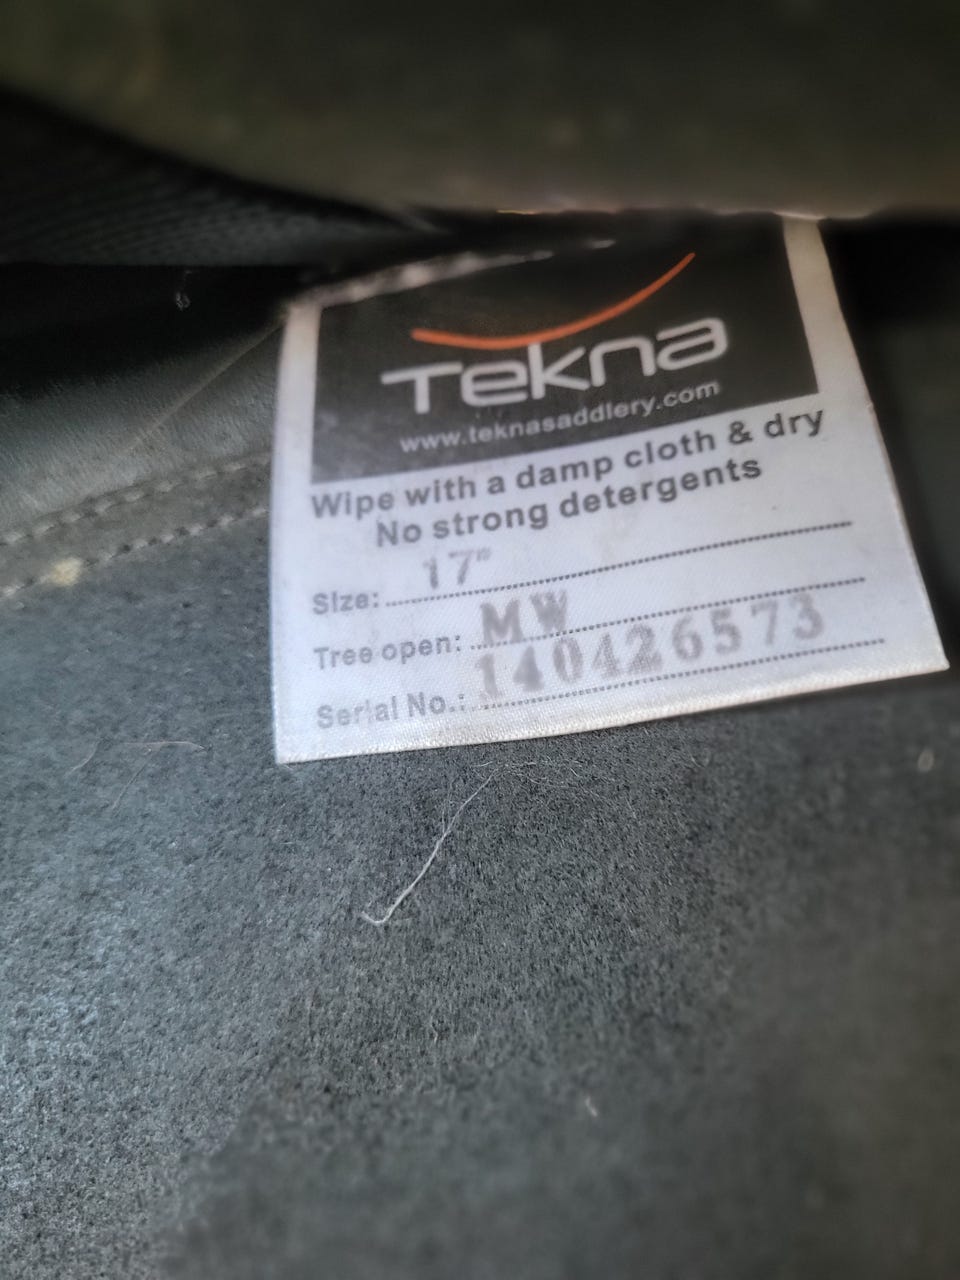 Tekna
www.teknasaddlery.com
Wipe with a damp cloth & dry
No strong detergents
Size: 17"
Tree open: MW
Serial No.: 140426573